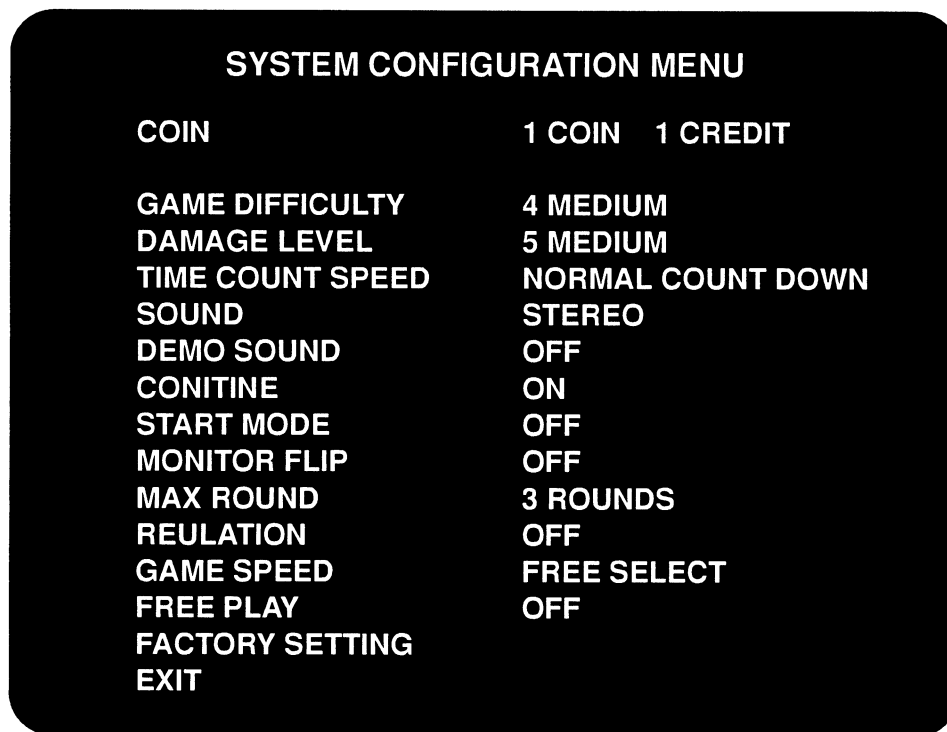 SYSTEM CONFIGURATION MENU
COIN 1 COIN 1 CREDIT
GAME DIFFICULTY 4 MEDIUM
DAMAGE LEVEL 5 MEDIUM
TIME COUNT SPEED NORMAL COUNT DOWN
SOUND STEREO
DEMO SOUND OFF
CONITINE ON
START MODE OFF
MONITOR FLIP OFF
MAX ROUND 3 ROUNDS
REULATION OFF
GAME SPEED FREE SELECT
FREE PLAY OFF
FACTORY SETTING
EXIT